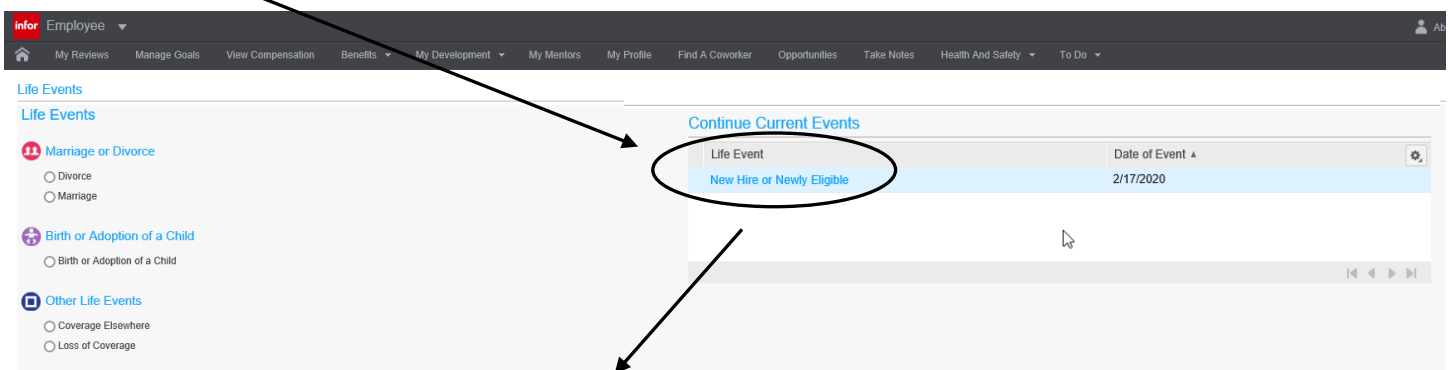 infor Employee
Ab
My Reviews Manage Goals View Compensation Benefits My Development My Mentors My Profile Find A Coworker Opportunities Take Notes Health And Safety To Do
Life Events
Life Events
Marriage or Divorce
Divorce
Marriage
Birth or Adoption of a Child
Birth or Adoption of a Child
Other Life Events
Coverage Elsewhere
Loss of Coverage
Continue Current Events
Life Event Date of Event
New Hire or Newly Eligible 2/17/2020